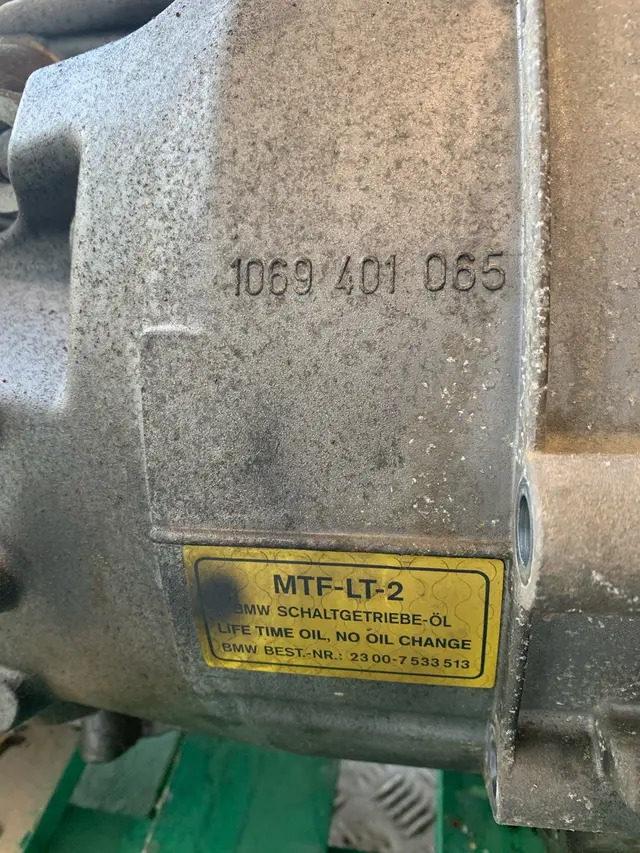 1069 401 065
MTF-LT-2
BMW SCHALTGETRIEBE-ÖL
LIFE TIME OIL, NO OIL CHANGE
BMW BEST.-NR.: 23 00-7 533 513